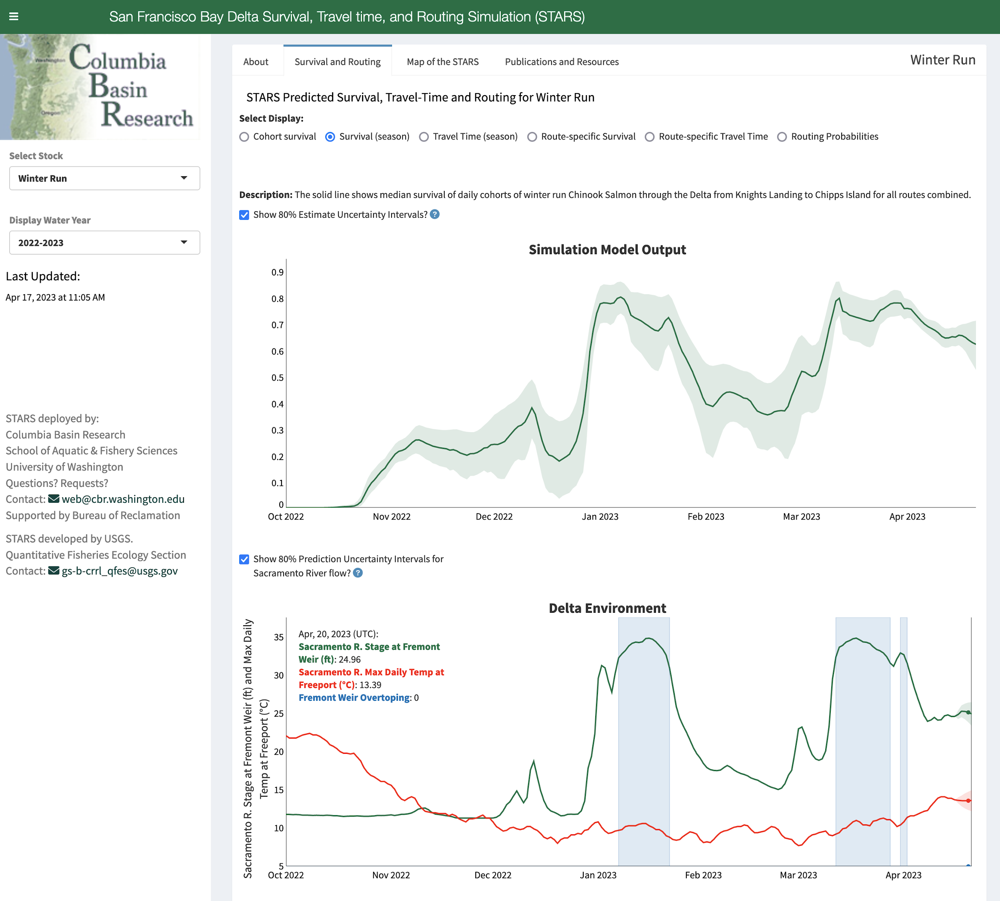 San Francisco Bay Delta Survival, Travel time, and Routing Simulation (STARS)
Washington
Oregon
Columbia
Basin
Research
Select Stock
Winter Run
Display Water Year
2022-2023
Last Updated:
Apr 17, 2023 at 11:05 AM
STARS deployed by:
Columbia Basin Research
School of Aquatic & Fishery Sciences
University of Washington
Questions? Requests?
Contact: web@cbr.washington.edu
Supported by Bureau of Reclamation
STARS developed by USGS.
Quantitative Fisheries Ecology Section
Contact: gs-b-crrl_qfes@usgs.gov
About
Survival and Routing
Map of the STARS
Publications and Resources
Winter Run
STARS Predicted Survival, Travel-Time and Routing for Winter Run
Select Display:
Cohort survival
Survival (season)
Travel Time (season)
Route-specific Survival
Route-specific Travel Time
Routing Probabilities
Description: The solid line shows median survival of daily cohorts of winter run Chinook Salmon through the Delta from Knights Landing to Chipps Island for all routes combined.
Show 80% Estimate Uncertainty Intervals? ?
Simulation Model Output
0.9
0.8
0.7
0.6
0.5
0.4
0.3
0.2
0.1
0
Oct 2022
Nov 2022
Dec 2022
Jan 2023
Feb 2023
Mar 2023
Apr 2023
Show 80% Prediction Uncertainty Intervals for
Sacramento River flow? ?
Delta Environment
Sacramento R. Stage at Fremont Weir (ft) and Max Daily
Temp at Freeport (°C)
35
30
25
20
15
10
5
Apr, 20, 2023 (UTC):
Sacramento R. Stage at Fremont
Weir (ft): 24.96
Sacramento R. Max Daily Temp at
Freeport (°C): 13.39
Fremont Weir Overtoping: 0
Oct 2022
Nov 2022
Dec 2022
Jan 2023
Feb 2023
Mar 2023
Apr 2023